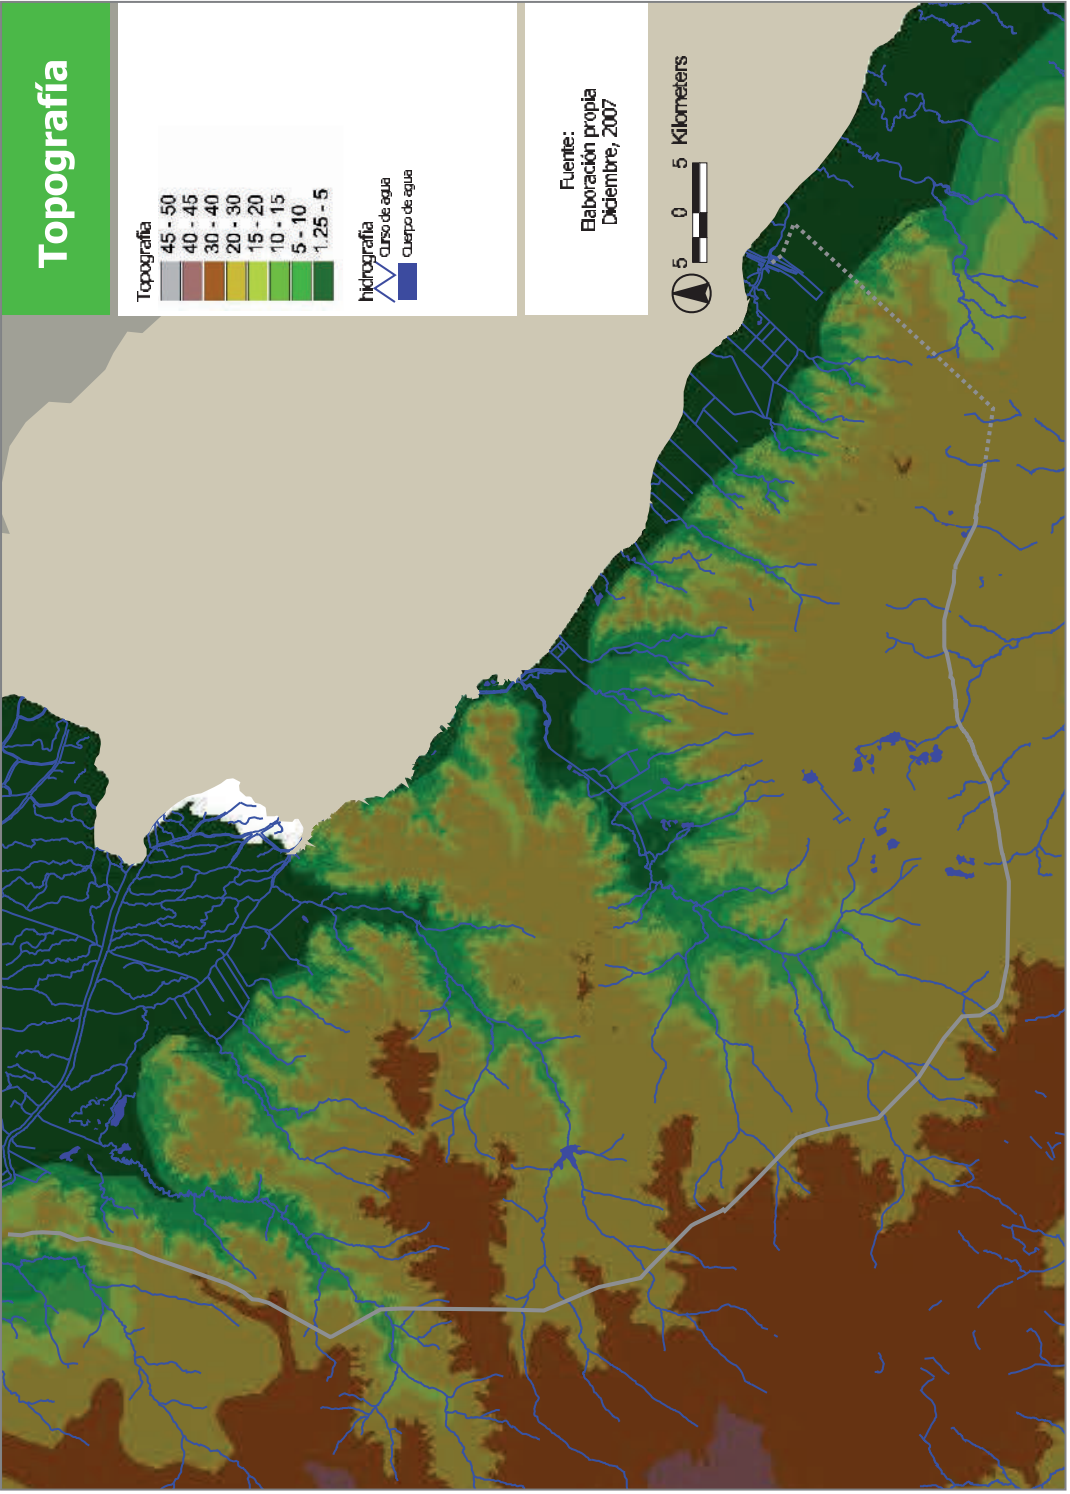 Topografía
Topografía
45 - 50
40 - 45
30 - 40
20 - 30
15 - 20
10 - 15
5 - 10
1.25 - 5
hidrografía
Curso de agua
Cuerpo de agua
Fuente:
Elaboración propia
Diciembre, 2007
5 0 5 Kilometers